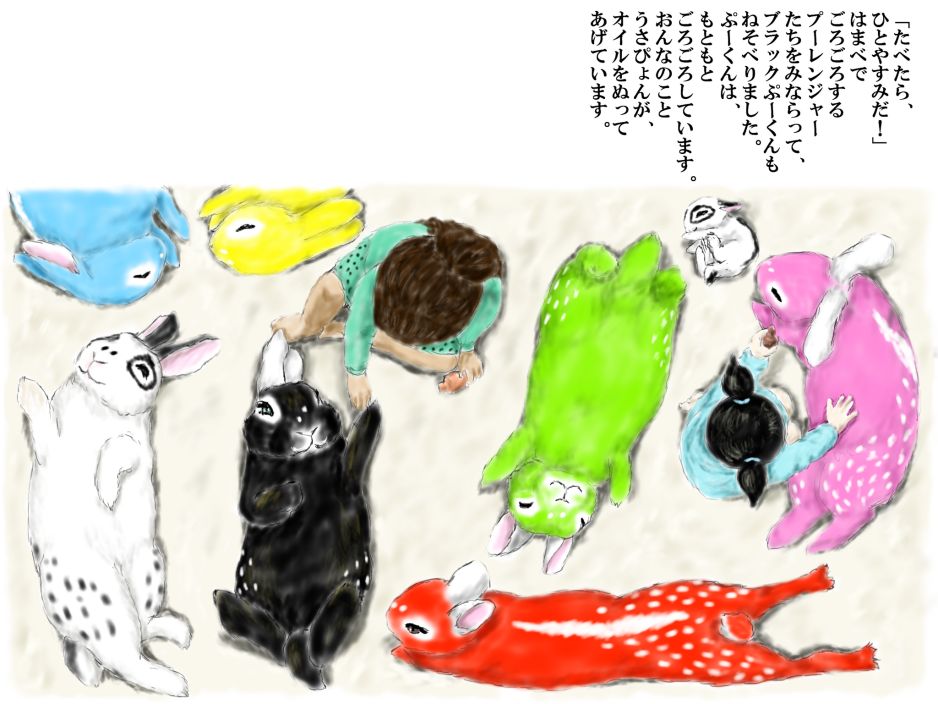 「たべたら、
ひとやすみだ！」
はまべで
ごろごろする
プーレンジャー
たちをみならって、
ブラックぷーくんも
ねそべりました。
ぷーくんは、
もともと
ごろごろしています。
おんなのこと
うさぴょんが、
オイルをぬって
あげています。